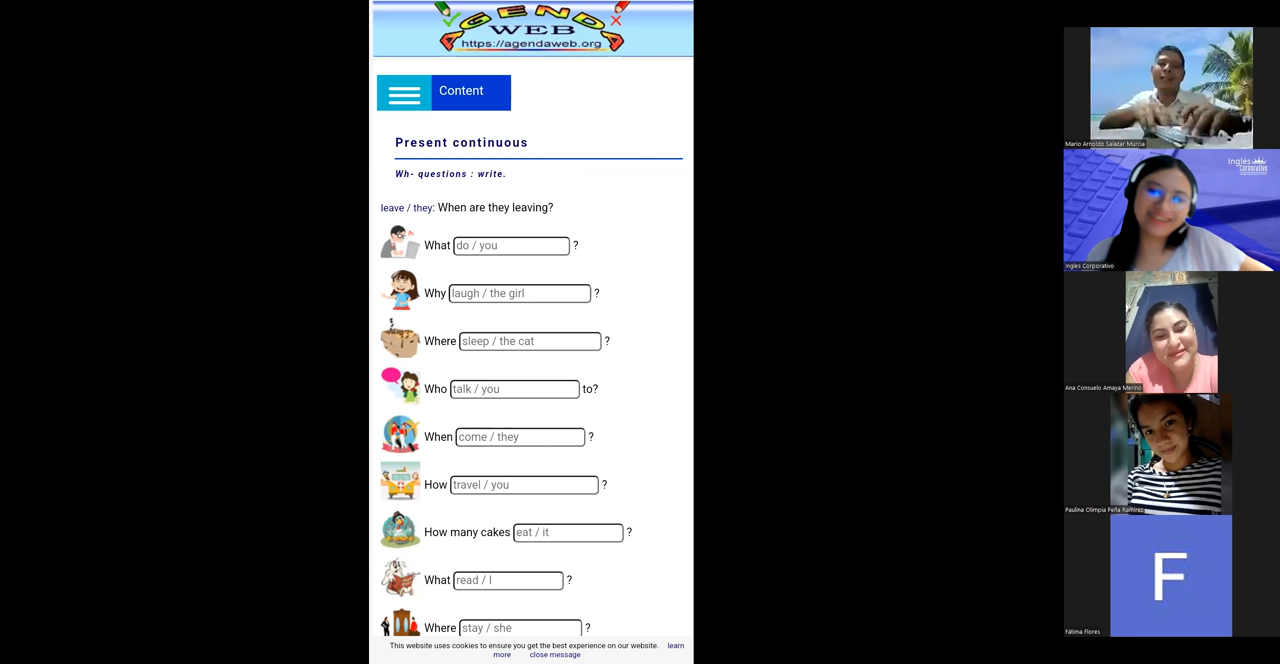 AGENDA
WEB
https://agendaweb.org
Content
Present continuous
Wh- questions : write.
leave / they: When are they leaving?
What do / you ?
Why laugh / the girl ?
Where sleep / the cat ?
Who talk / you to?
When come / they ?
How travel / you ?
How many cakes eat / it ?
What read / I ?
Where stay / she ?
This website uses cookies to ensure you get the best experience on our website. learn
more close message
Mario Arnoldo Salazar Murcia
Inglés
Corporativo
Ingles Corporativo
Ana Consuelo Amaya Merino
Paulina Olimpia Peña Ramírez
F
Fátima Flores